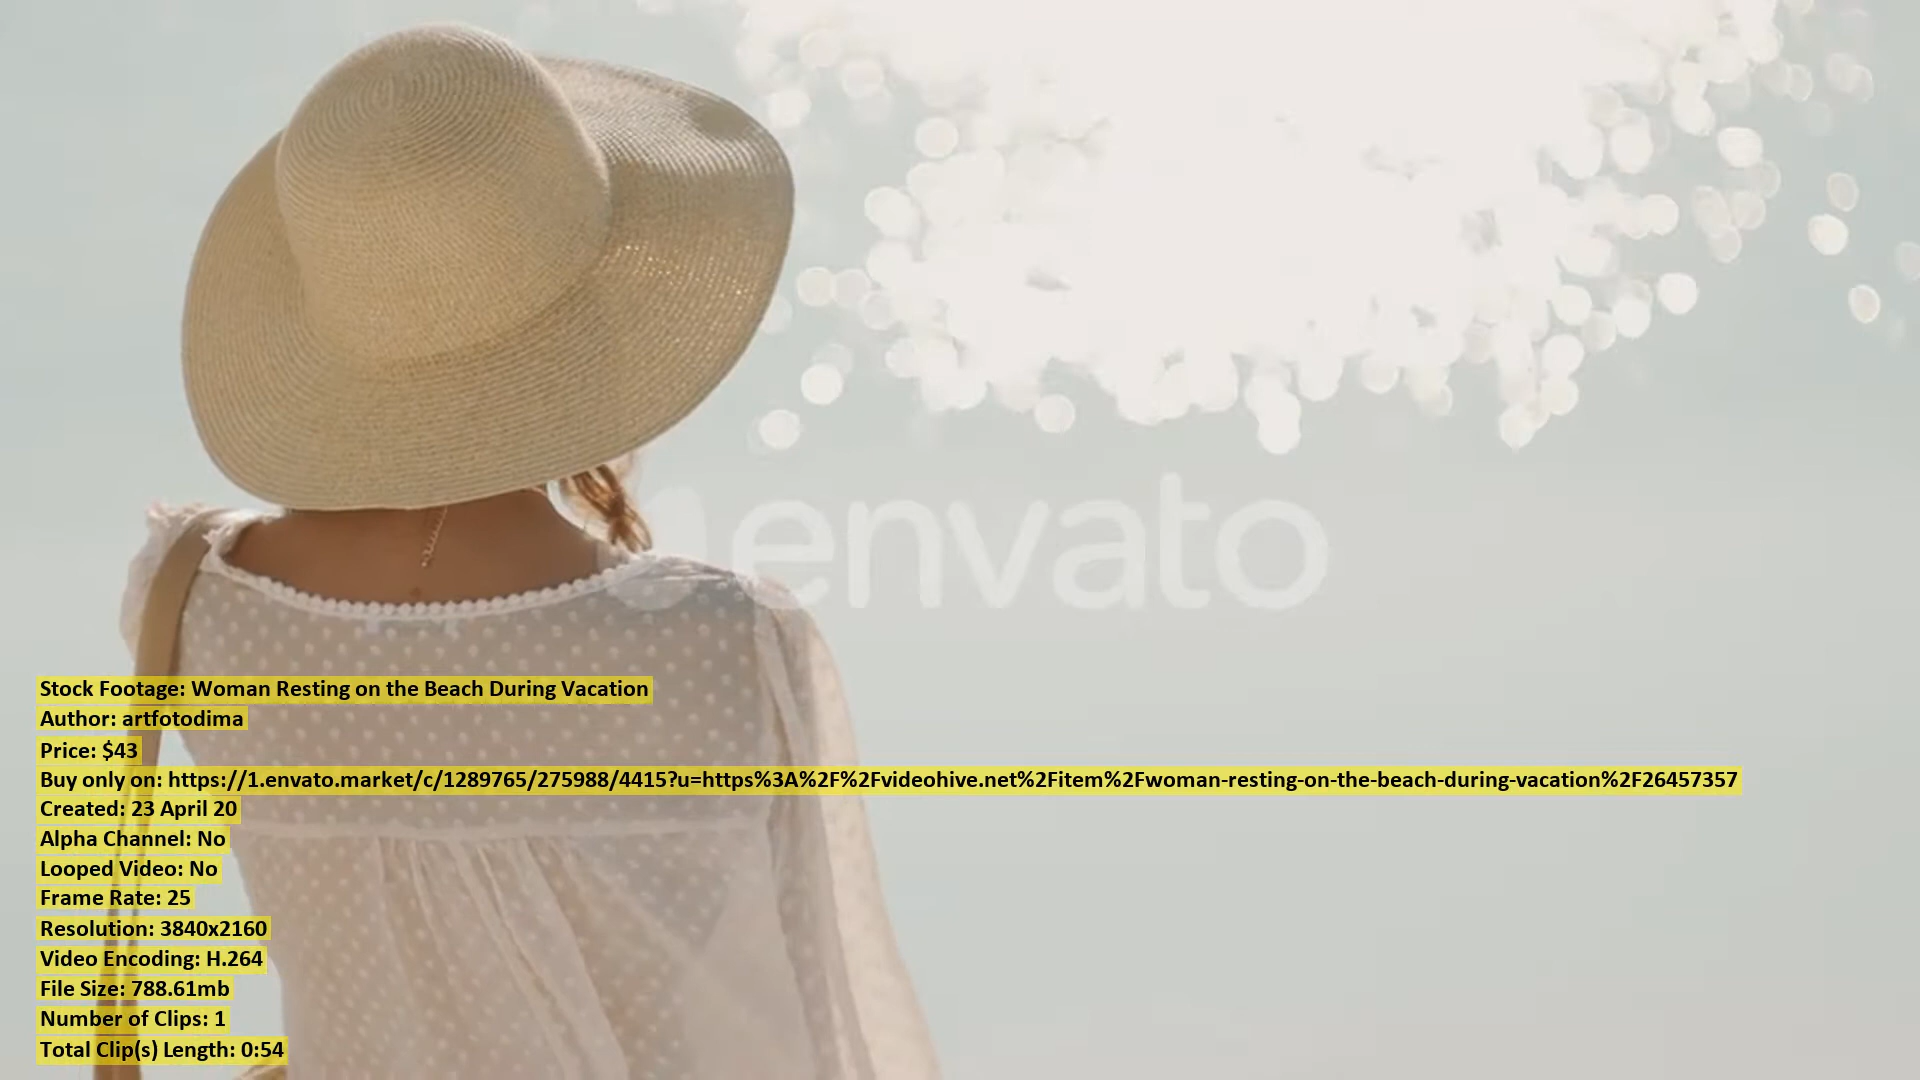 envato
Stock Footage: Woman Resting on the Beach During Vacation
Author: artfotodima
Price: $43
Buy only on: https://1.envato.market/c/1289765/275988/4415?u=https%3A%2F%2Fvideohive.net%2Fitem%2Fwoman-resting-on-the-beach-during-vacation%2F26457357
Created: 23 April 20
Alpha Channel: No
Looped Video: No
Frame Rate: 25
Resolution: 3840x2160
Video Encoding: H.264
File Size: 788.61mb
Number of Clips: 1
Total Clip(s) Length: 0:54